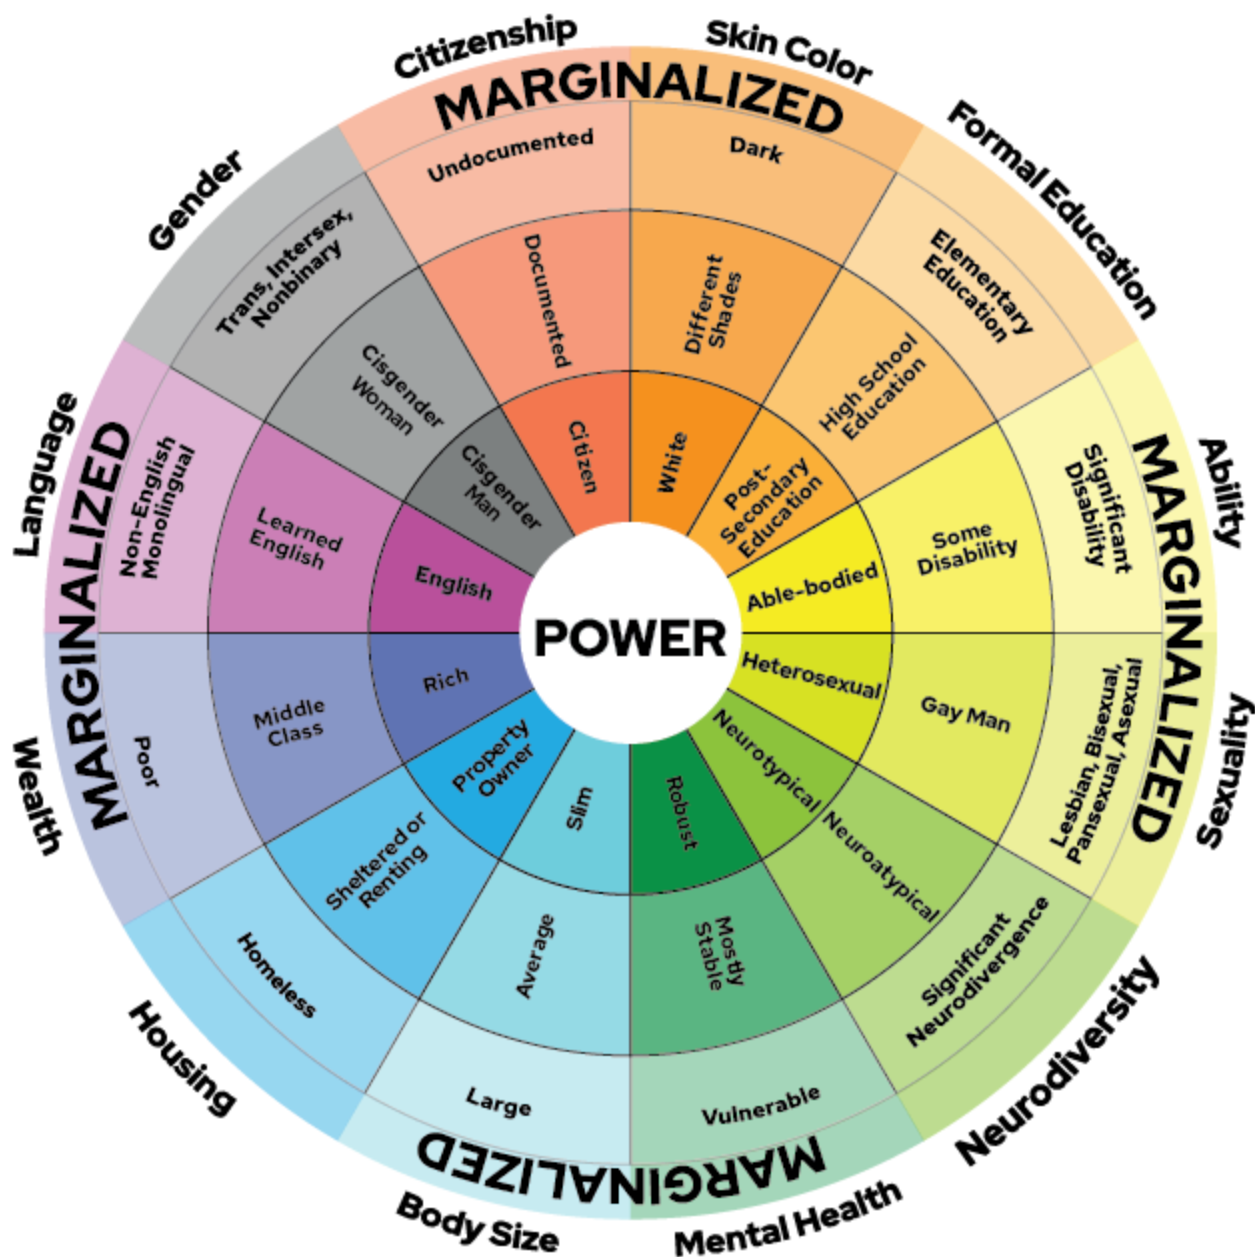 Citizenship
Skin Color
Formal Education
Ability
Sexuality
Neurodiversity
Mental Health
Body Size
Housing
Wealth
Language
Gender
MARGINALIZED
MARGINALIZED
MARGINALIZED
MARGINALIZED
Undocumented
Documented
Citizen
Dark
Different
Shades
White
Elementary
Education
High School
Education
Post-
Secondary
Education
Significant
Disability
Some
Disability
Able-bodied
Lesbian, Bisexual,
Pansexual, Asexual
Gay Man
Heterosexual
Significant
Neurodivergence
Neuroatypical
Neurotypical
Vulnerable
Mostly
Stable
Robust
Large
Average
Slim
Homeless
Sheltered or
Renting
Property
Owner
Poor
Middle
Class
Rich
Non-English
Monolingual
Learned
English
English
Trans, Intersex,
Nonbinary
Cisgender
Woman
Cisgender
Man
POWER